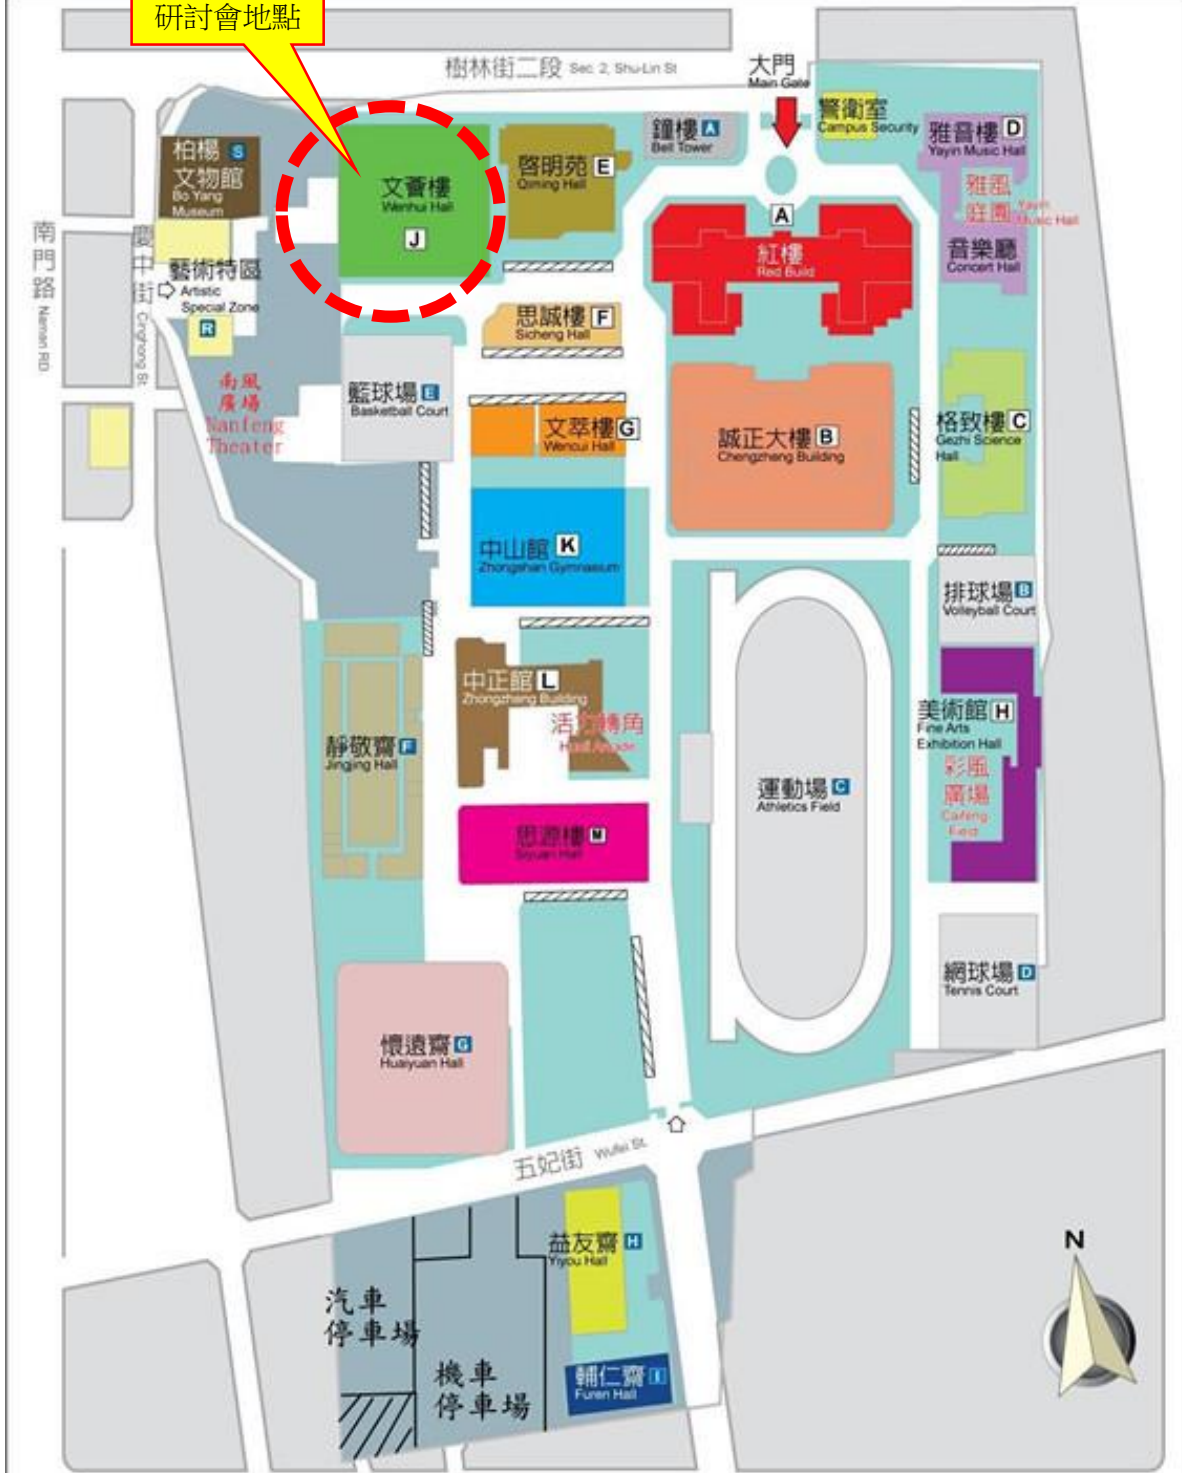 研討會地點
樹林街二段 Sec. 2, Shu-Lin St
大門
Main Gate
警衛室
Campus Security
鐘樓 A
Bell Tower
雅音樓 D
Yayin Music Hall
雅風
庭園 Yayin
Music Hall
音樂廳
Concert Hall
柏楊 S
文物館
Bo Yang
Museum
文薈樓
Wenhui Hall
J
啓明苑 E
Qiming Hall
A
紅樓
Red Build
南門路 Nanman RD
慶中街 Cinghong St.
藝術特區
Artistic
Special Zone
R
思誠樓 F
Sicheng Hall
南風
廣場
Nanfeng
Theater
籃球場 E
Basketball Court
文萃樓 G
Wencui Hall
誠正大樓 B
Chengzheng Building
格致樓 C
Gezhi Science
Hall
中山館 K
Zhongshan Gymnasium
排球場 B
Volleyball Court
中正館 L
Zhongzheng Building
活力轉角
靜敬齋 F
Jingjing Hall
美術館 H
Fine Arts
Exhibition Hall
彩風
廣場
Caifeng
Field
運動場 C
Athletics Field
思源樓 M
Siyuan Hall
網球場 D
Tennis Court
懷遠齋 G
Huaiyuan Hall
五妃街 Wufei St.
益友齋 H
Yiyou Hall
汽車
停車場
機車
停車場
輔仁齋 I
Furen Hall
N